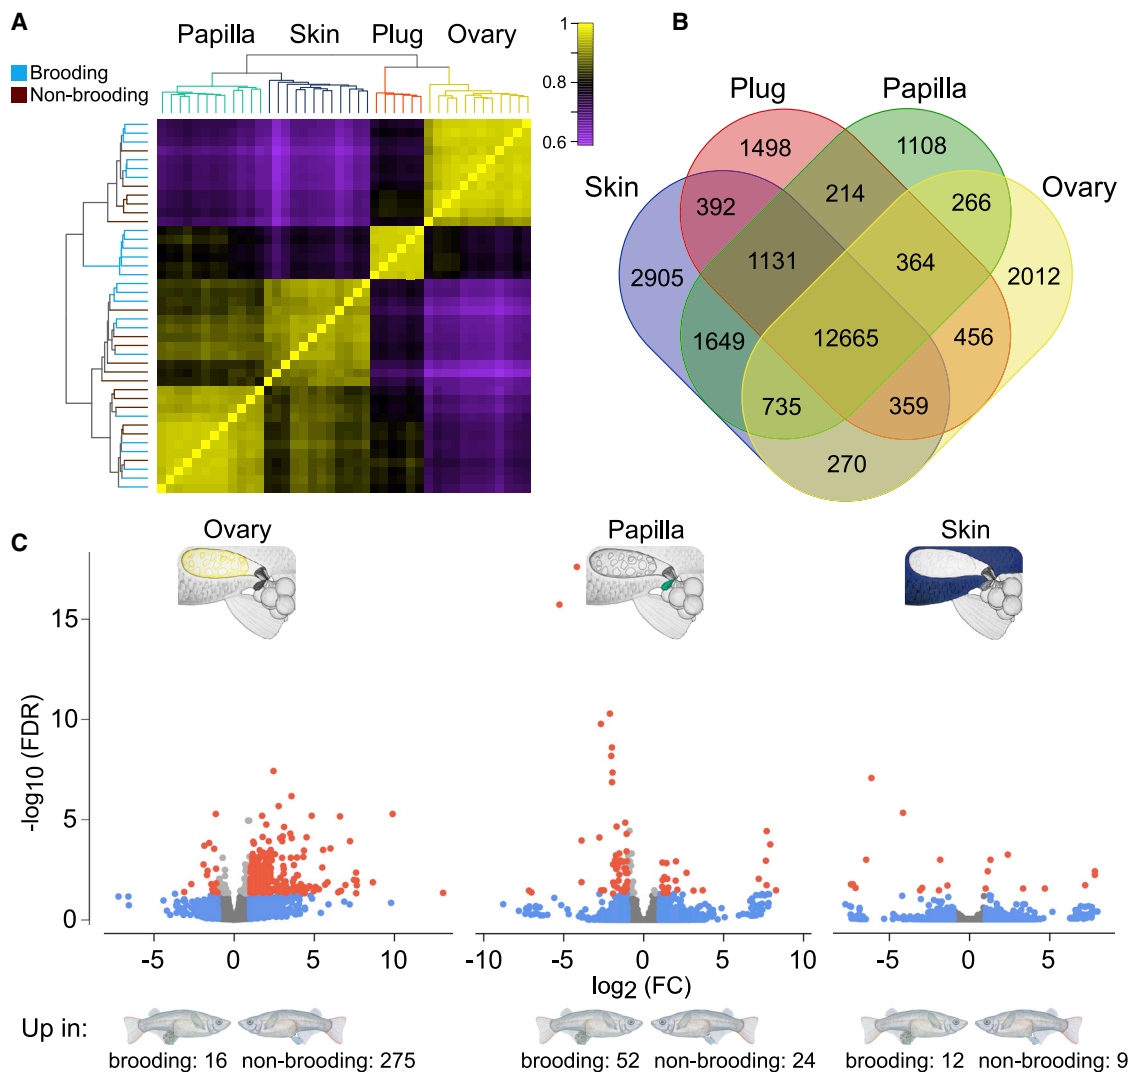 A
Papilla Skin Plug Ovary
Brooding
Non-brooding
1
0.8
0.6
B
Plug Papilla
Skin Ovary
1498 1108
392 214 266
2905 1131 364 2012
1649 12665 456
735 359
270
C
Ovary Papilla Skin
-log10 (FDR)
15
10
5
0
-5 0 5 10 -10 -5 0 5 10 -5 0 5
log2 (FC)
Up in:
brooding: 16 non-brooding: 275 brooding: 52 non-brooding: 24 brooding: 12 non-brooding: 9